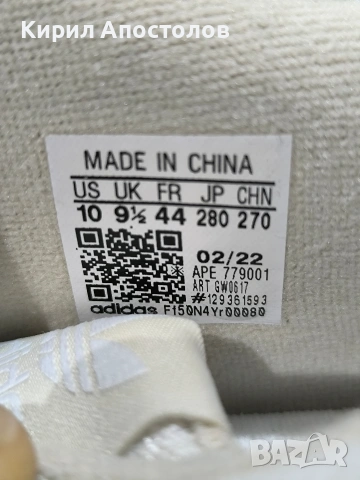 Кирил Апостолов
MADE IN CHINA
US UK FR JP CHN
10 9½ 44 280 270
02/22
APE 779001
ART GW0617
#129361593
adidas F150N4Yr00080
BAZAR